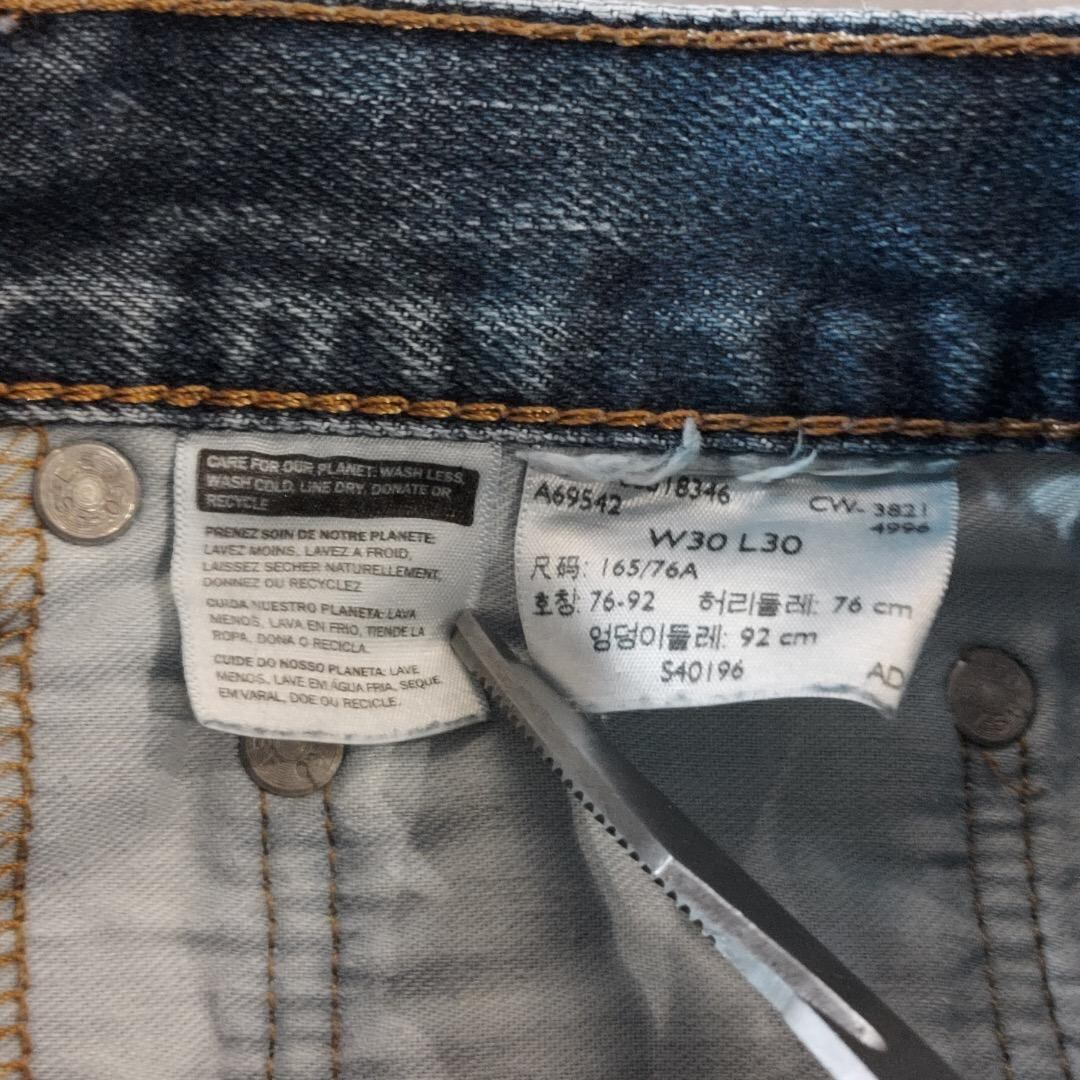 CARE FOR OUR PLANET: WASH LESS,
WASH COLD, LINE DRY, DONATE OR
RECYCLE
PRENEZ SOIN DE NOTRE PLANETE:
LAVEZ MOINS, LAVEZ A FROID,
LAISSEZ SECHER NATURELLEMENT,
DONNEZ OU RECYCLEZ
CUIDA NUESTRO PLANETA: LAVA
MENOS, LAVA EN FRIO, TIENDE LA
ROPA, DONA O RECICLA.
CUIDE DO NOSSO PLANETA: LAVE
MENOS, LAVE EM ÁGUA FRIA, SEQUE
EM VARAL, DOE OU RECICLE.
A69542
CW- 3821
4996
W30 L30
尺码: 165/76A
호칭: 76-92 허리둘레: 76 cm
엉덩이둘레: 92 cm
S40196
AD